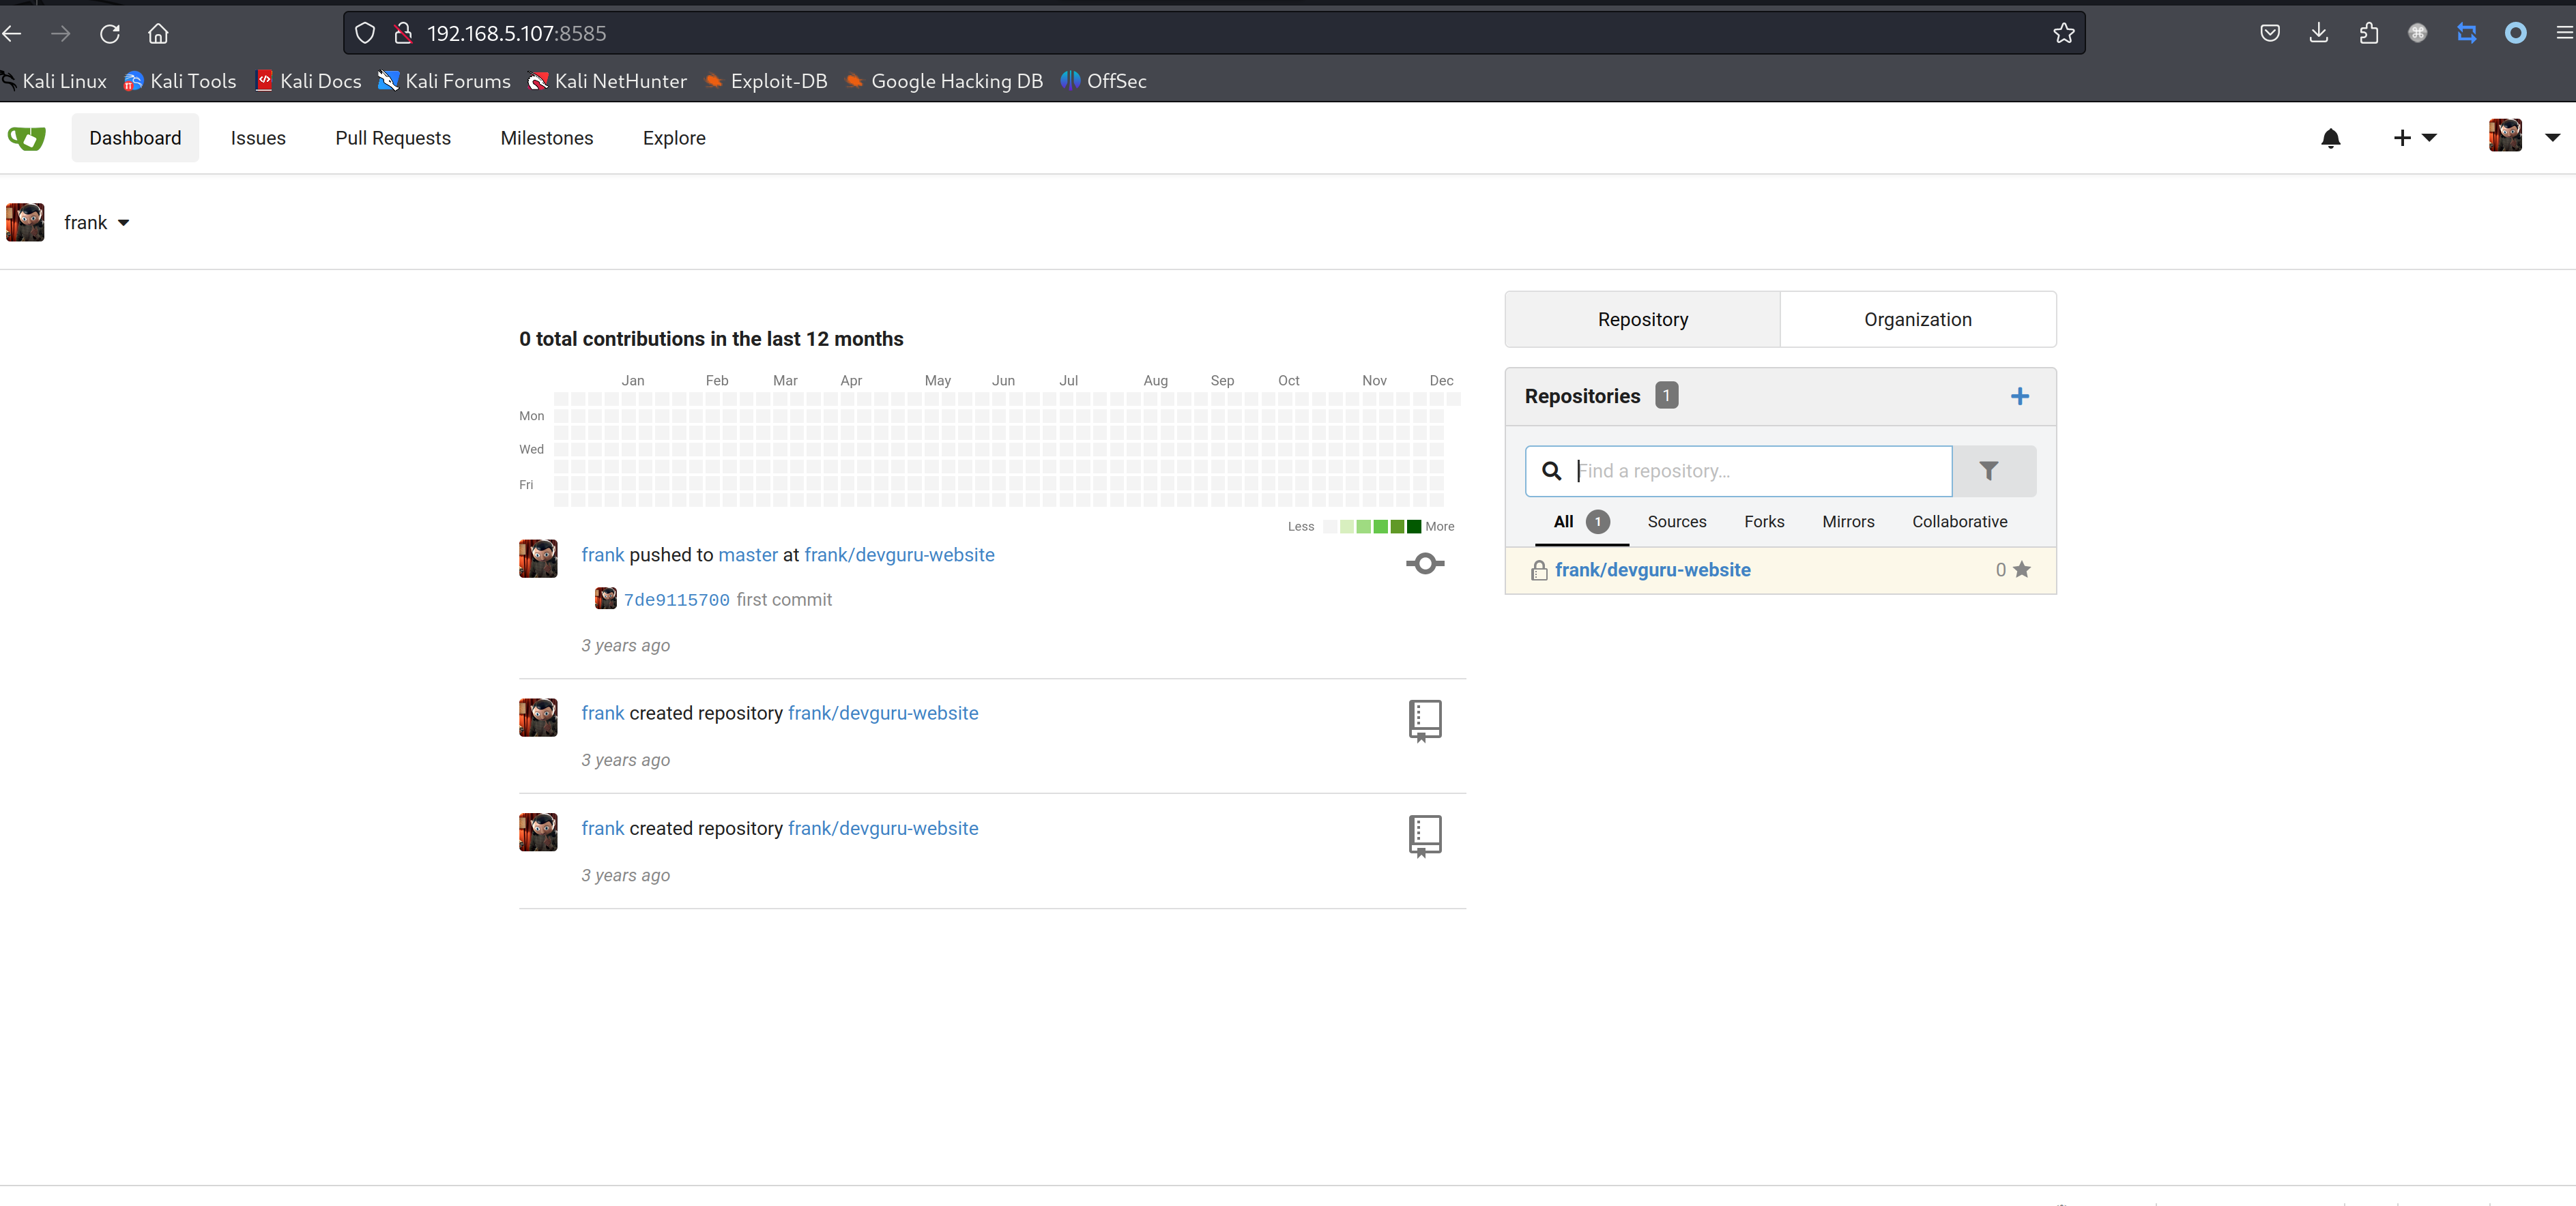 192.168.5.107:8585
Kali Linux Kali Tools Kali Docs Kali Forums Kali NetHunter Exploit-DB Google Hacking DB OffSec
Dashboard Issues Pull Requests Milestones Explore
frank
Repository Organization
0 total contributions in the last 12 months
Jan Feb Mar Apr May Jun Jul Aug Sep Oct Nov Dec
Mon
Wed
Fri
Less More
Repositories 1
Find a repository...
All 1 Sources Forks Mirrors Collaborative
frank/devguru-website 0
frank pushed to master at frank/devguru-website
7de9115700 first commit
3 years ago
frank created repository frank/devguru-website
3 years ago
frank created repository frank/devguru-website
3 years ago